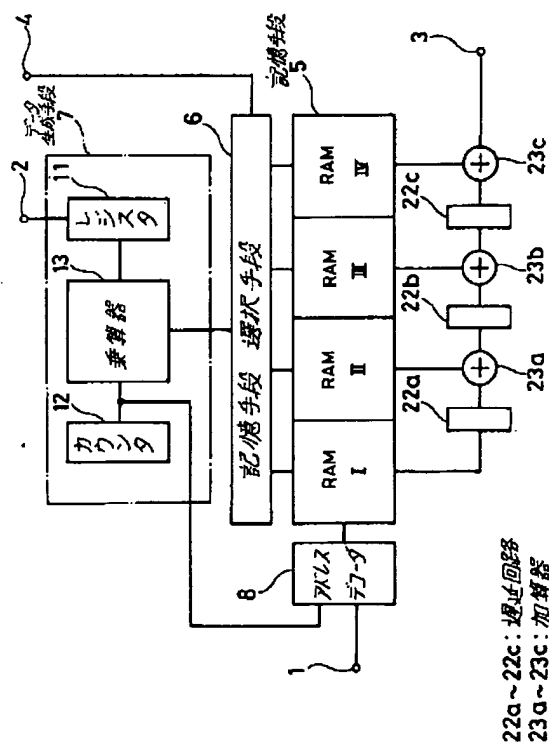 4
2
データ
生成手段
7
11
レジスタ
13
乗算器
12
カウンタ
6
記憶手段 選択手段
記憶手段
5
RAM
I
RAM
II
RAM
III
RAM
IV
8
アドレス
デコーダ
1
3
22a
22b
22c
23a
23b
23c
22a~22c:遅延回路
23a~23c:加算器